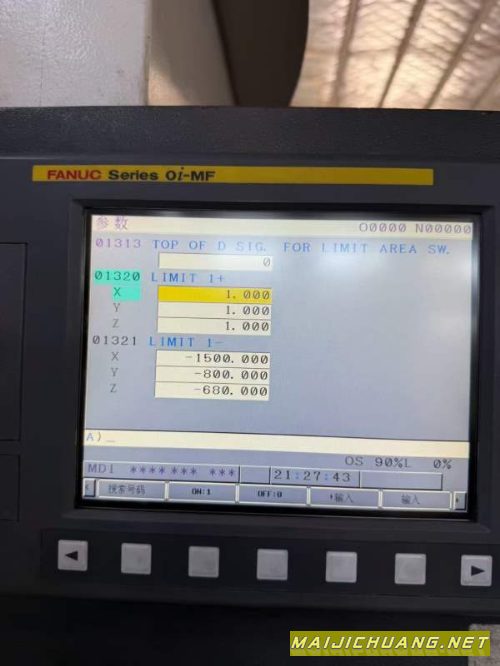 FANUC Series 0i-MF
参数 O0000 N00000
01313 TOP OF D SIG. FOR LIMIT AREA SW.
0
01320 LIMIT 1+
X 1.000
Y 1.000
Z 1.000
01321 LIMIT 1-
X -1500.000
Y -800.000
Z -680.000
A)_
OS 90%L 0%
MDI **** *** *** 21:27:43
搜索号码 ON:1 OFF:0 +输入 输入
MAIJICHUANG.NET